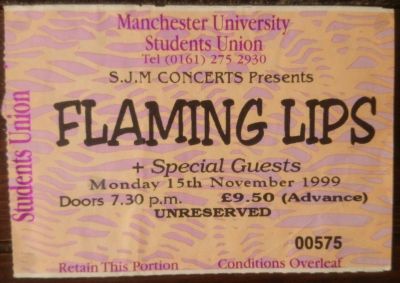 Manchester University
Students Union
Tel (0161) 275 2930
S.J.M CONCERTS Presents
FLAMING LIPS
+ Special Guests
Monday 15th November 1999
Doors 7.30 p.m. £9.50 (Advance)
UNRESERVED
00575
Retain This Portion Conditions Overleaf
Students Union